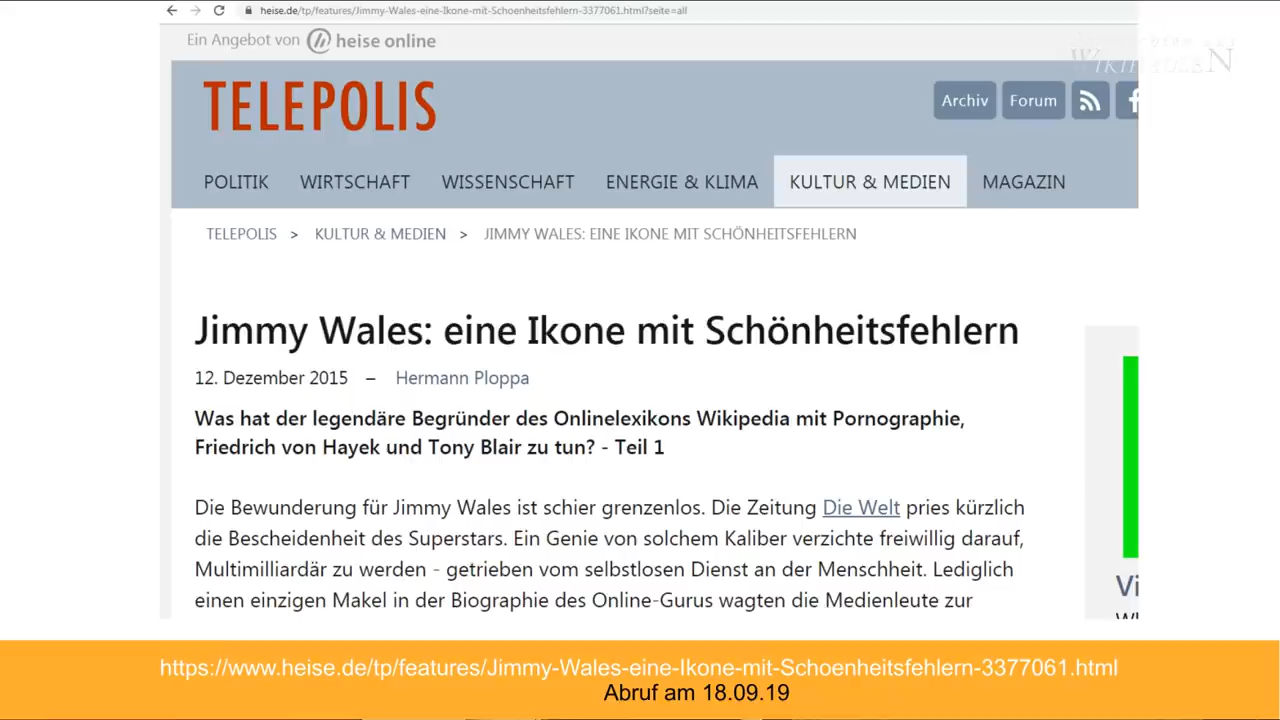 heise.de/tp/features/Jimmy-Wales-eine-Ikone-mit-Schoenheitsfehlern-3377061.html?seite=all
Ein Angebot von heise online
TELEPOLIS
Archiv Forum
POLITIK WIRTSCHAFT WISSENSCHAFT ENERGIE & KLIMA KULTUR & MEDIEN MAGAZIN
TELEPOLIS > KULTUR & MEDIEN > JIMMY WALES: EINE IKONE MIT SCHÖNHEITSFEHLERN
Jimmy Wales: eine Ikone mit Schönheitsfehlern
12. Dezember 2015 – Hermann Ploppa
Was hat der legendäre Begründer des Onlinelexikons Wikipedia mit Pornographie,
Friedrich von Hayek und Tony Blair zu tun? - Teil 1
Die Bewunderung für Jimmy Wales ist schier grenzenlos. Die Zeitung Die Welt pries kürzlich
die Bescheidenheit des Superstars. Ein Genie von solchem Kaliber verzichte freiwillig darauf,
Multimilliardär zu werden - getrieben vom selbstlosen Dienst an der Menschheit. Lediglich
einen einzigen Makel in der Biographie des Online-Gurus wagten die Medienleute zur
Vi
https://www.heise.de/tp/features/Jimmy-Wales-eine-Ikone-mit-Schoenheitsfehlern-3377061.html
Abruf am 18.09.19